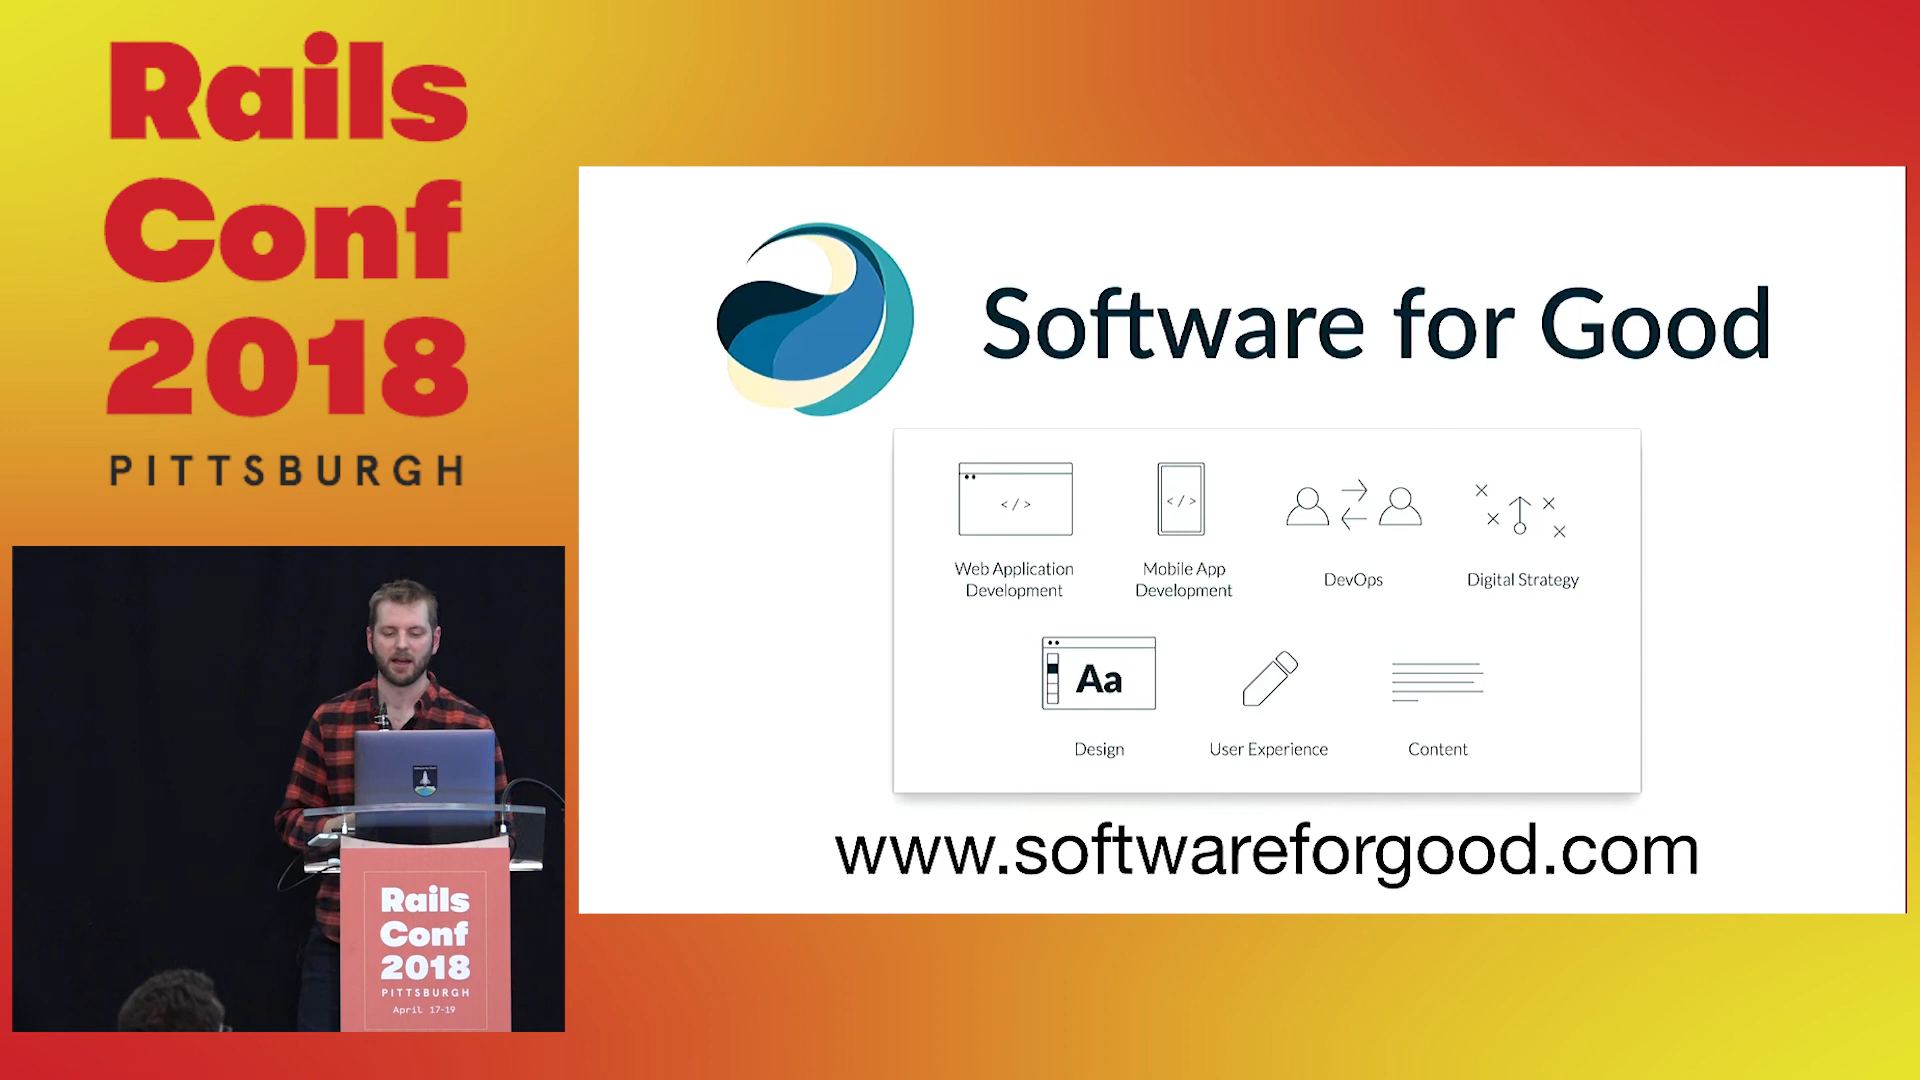 Rails
Conf
2018
PITTSBURGH
Software for Good
</>
</>
Web Application
Development
Mobile App
Development
DevOps
Digital Strategy
Aa
Design
User Experience
Content
www.softwareforgood.com
Rails
Conf
2018
PITTSBURGH
April 17-19